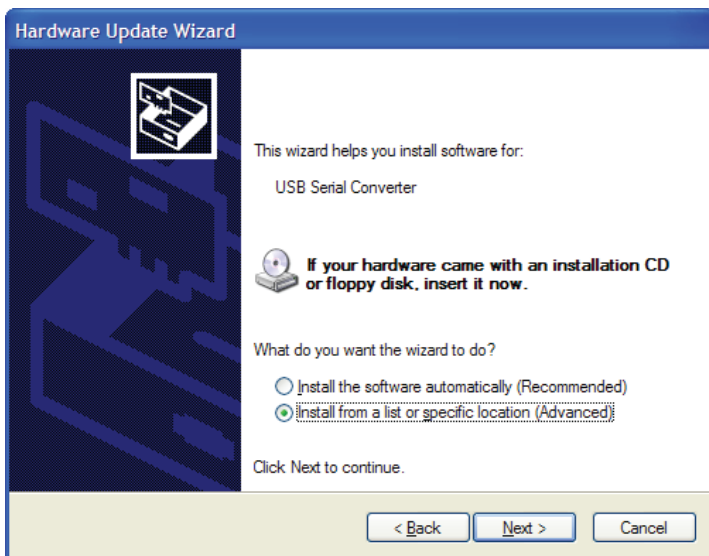 Hardware Update Wizard
This wizard helps you install software for:
USB Serial Converter
If your hardware came with an installation CD
or floppy disk, insert it now.
What do you want the wizard to do?
Install the software automatically (Recommended)
Install from a list or specific location (Advanced)
Click Next to continue.
< Back Next > Cancel